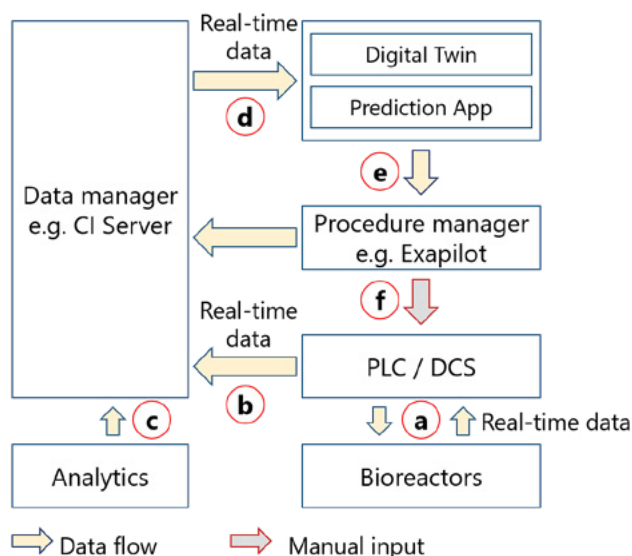 Real-time
data
d
Digital Twin
Prediction App
e
Data manager
e.g. CI Server
Procedure manager
e.g. Exapilot
f
Real-time
data
b
PLC / DCS
c
a
Real-time data
Analytics
Bioreactors
Data flow
Manual input